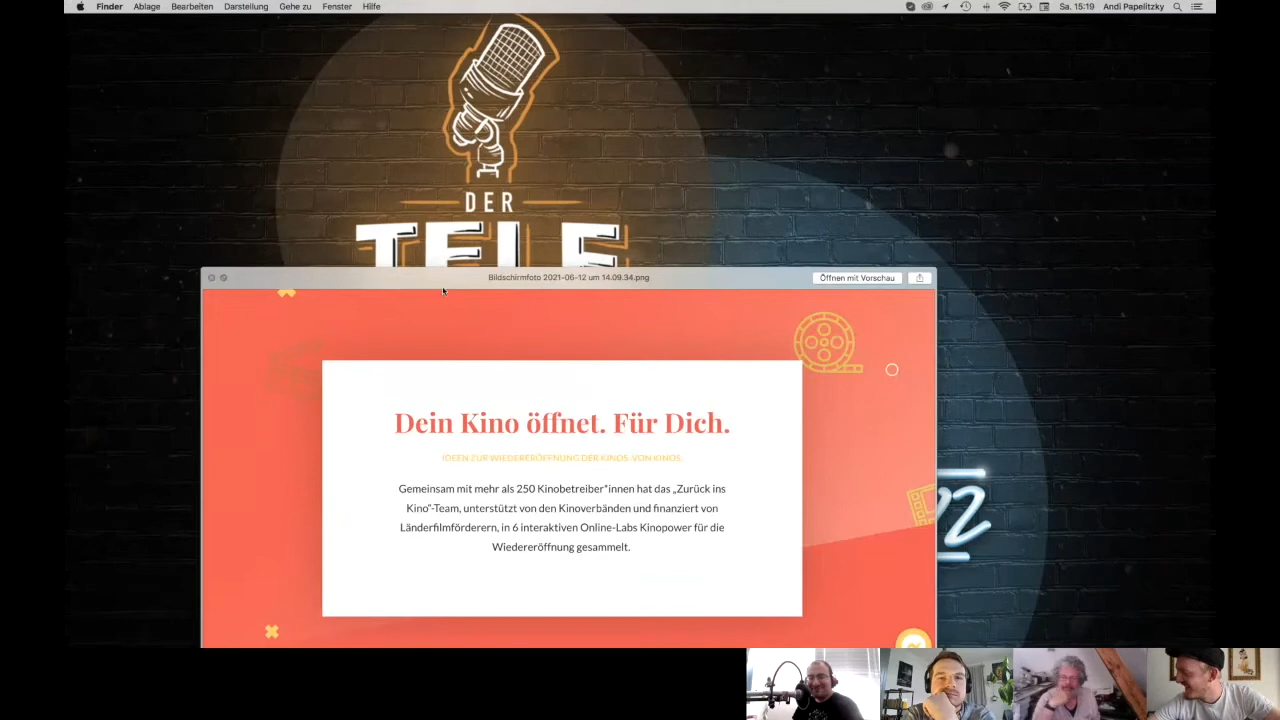 Finder Ablage Bearbeiten Darstellung Gehe zu Fenster Hilfe Sa. 15:19 Andi Papelitzky
DER
TELE
Bildschirmfoto 2021-06-12 um 14.09.34.png Öffnen mit Vorschau
Dein Kino öffnet. Für Dich.
IDEEN ZUR WIEDERERÖFFNUNG DER KINOS. VON KINOS.
Gemeinsam mit mehr als 250 Kinobetreiber*innen hat das „Zurück ins
Kino"-Team, unterstützt von den Kinoverbänden und finanziert von
Länderfilmförderern, in 6 interaktiven Online-Labs Kinopower für die
Wiedereröffnung gesammelt.